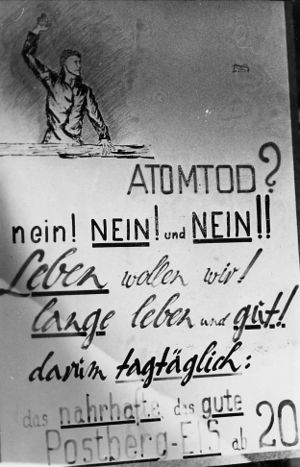 ATOMTOD?
nein! NEIN! und NEIN!!
Leben wollen wir!
lange leben und gut!
darum tagtäglich:
das nahrhafte, das gute
Postberg-EIS ab 20